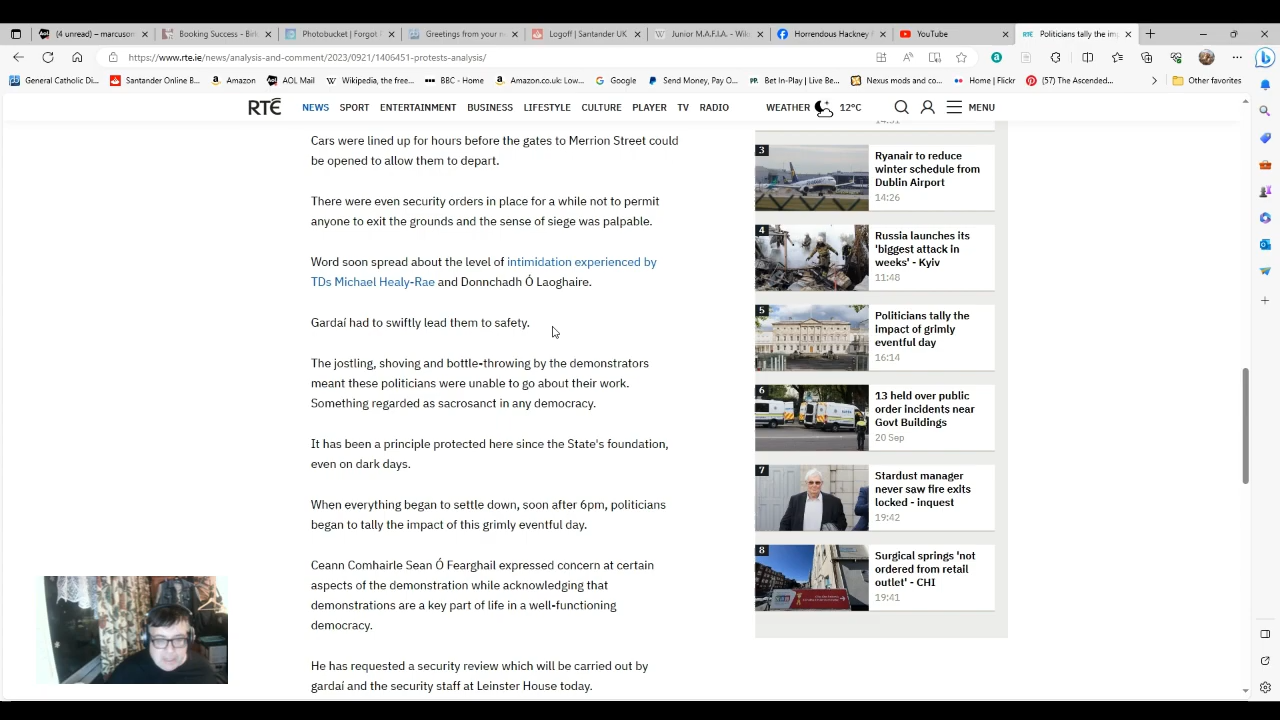 (4 unread) - marcusom
Booking Success - Bel
Photobucket | Forgot P
Greetings from your n
Logoff | Santander UK
Junior M.A.F.I.A. - Wiki
Horrendous Hackney
YouTube
Politicians tally the im
https://www.rte.ie/news/analysis-and-comment/2023/0921/1406451-protests-analysis/
General Catholic Di...
Santander Online B...
Amazon
AOL Mail
Wikipedia, the free...
BBC - Home
Amazon.co.uk: Low...
Google
Send Money, Pay O...
Bet In-Play | Live Be...
Nexus mods and co...
Home | Flickr
(57) The Ascended...
Other favorites
RTÉ
NEWS SPORT ENTERTAINMENT BUSINESS LIFESTYLE CULTURE PLAYER TV RADIO
WEATHER 12°C MENU
Cars were lined up for hours before the gates to Merrion Street could
be opened to allow them to depart.
There were even security orders in place for a while not to permit
anyone to exit the grounds and the sense of siege was palpable.
Word soon spread about the level of intimidation experienced by
TDs Michael Healy-Rae and Donnchadh Ó Laoghaire.
Gardaí had to swiftly lead them to safety.
The jostling, shoving and bottle-throwing by the demonstrators
meant these politicians were unable to go about their work.
Something regarded as sacrosanct in any democracy.
It has been a principle protected here since the State's foundation,
even on dark days.
When everything began to settle down, soon after 6pm, politicians
began to tally the impact of this grimly eventful day.
Ceann Comhairle Sean Ó Fearghail expressed concern at certain
aspects of the demonstration while acknowledging that
demonstrations are a key part of life in a well-functioning
democracy.
He has requested a security review which will be carried out by
gardaí and the security staff at Leinster House today.
3
Ryanair to reduce
winter schedule from
Dublin Airport
14:26
4
Russia launches its
'biggest attack in
weeks' - Kyiv
11:48
5
Politicians tally the
impact of grimly
eventful day
16:14
6
13 held over public
order incidents near
Govt Buildings
20 Sep
7
Stardust manager
never saw fire exits
locked - inquest
19:42
8
Surgical springs 'not
ordered from retail
outlet' - CHI
19:41